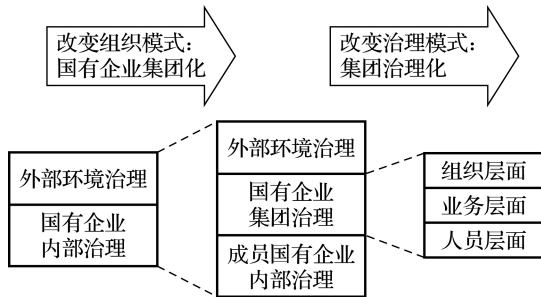 改变组织模式：
国有企业集团化
改变治理模式：
集团治理化
外部环境治理
国有企业
内部治理
外部环境治理
国有企业
集团治理
成员国有企业
内部治理
组织层面
业务层面
人员层面